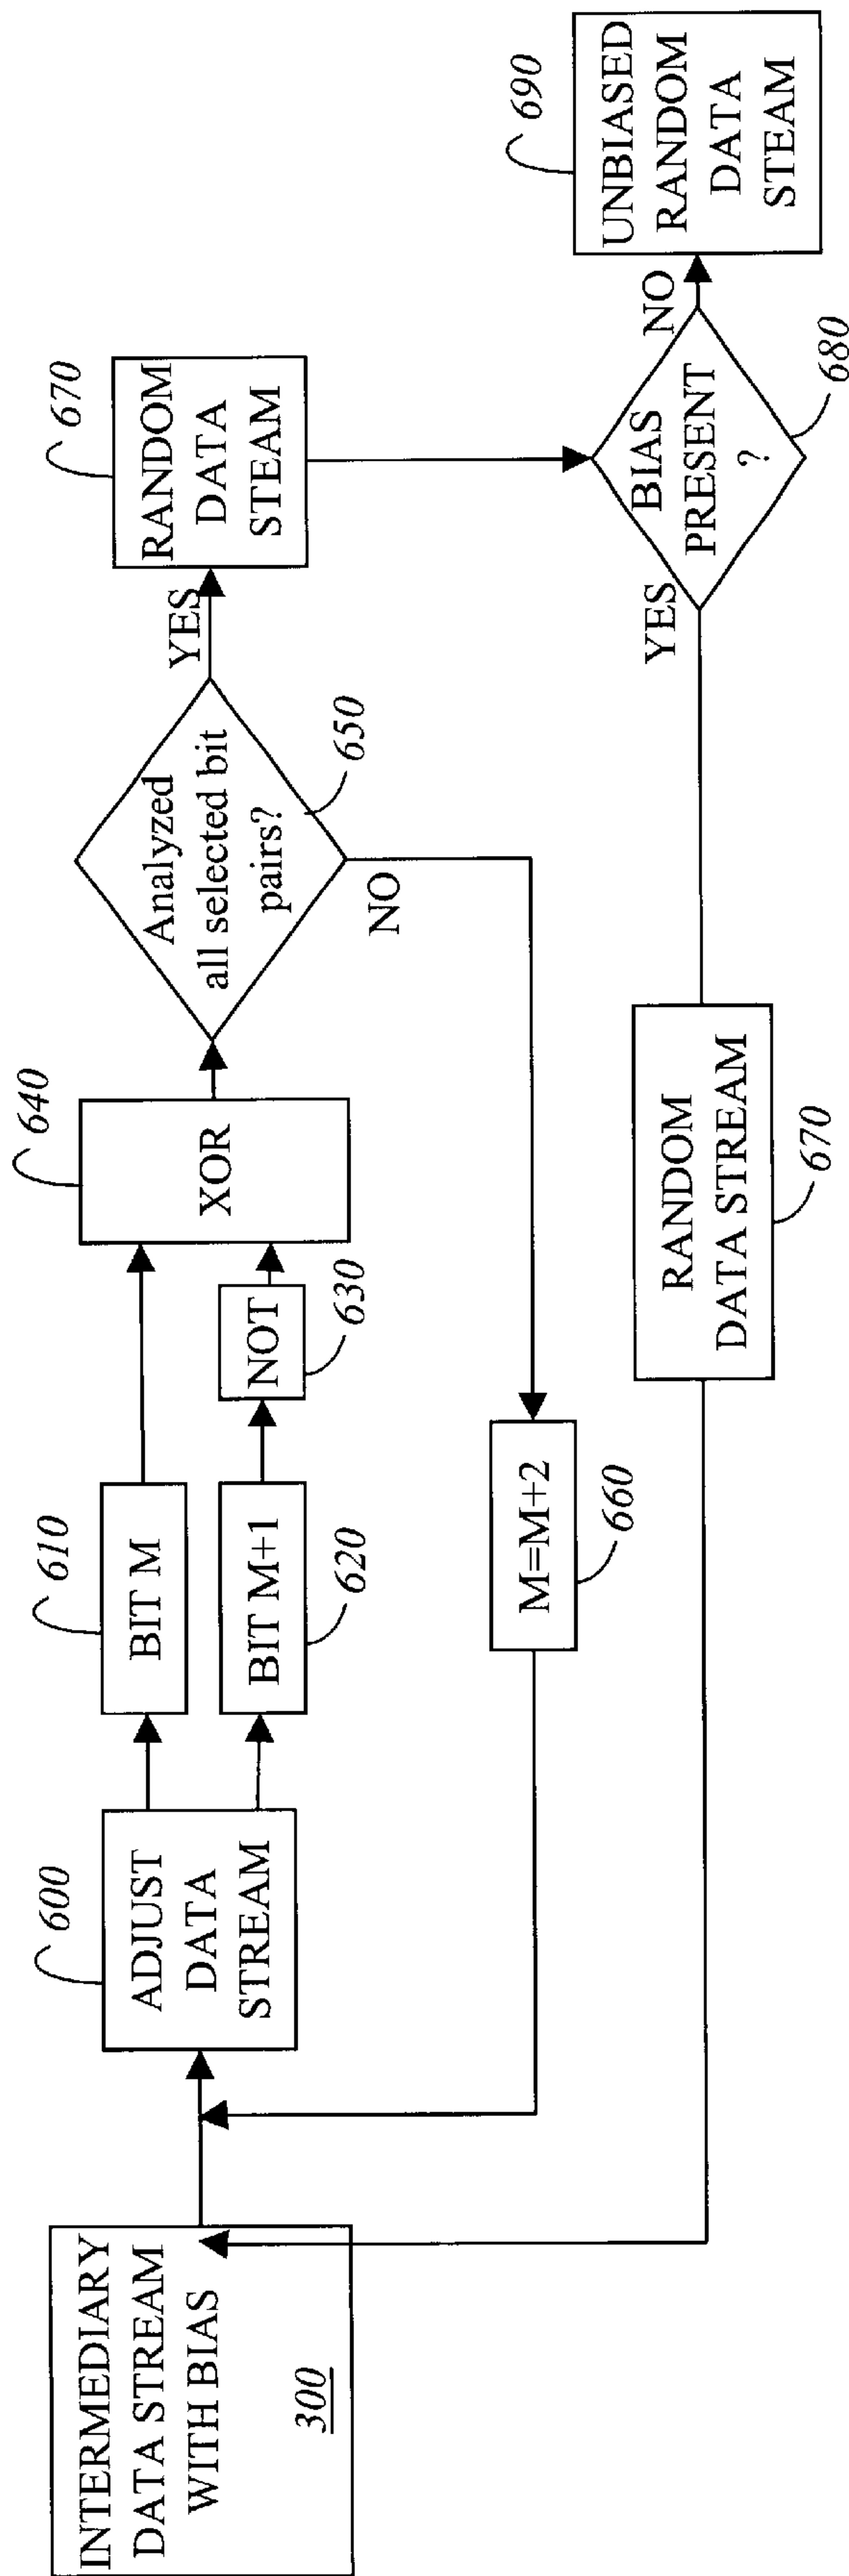 INTERMEDIARY
DATA STREAM
WITH BIAS
300
600
ADJUST
DATA
STREAM
610
BIT M
BIT M+1
620
NOT
630
640
XOR
Analyzed
all selected bit
pairs?
650
YES
NO
M=M+2
660
670
RANDOM
DATA
STEAM
BIAS
PRESENT
?
680
YES
NO
RANDOM
DATA STREAM
670
690
UNBIASED
RANDOM
DATA
STEAM